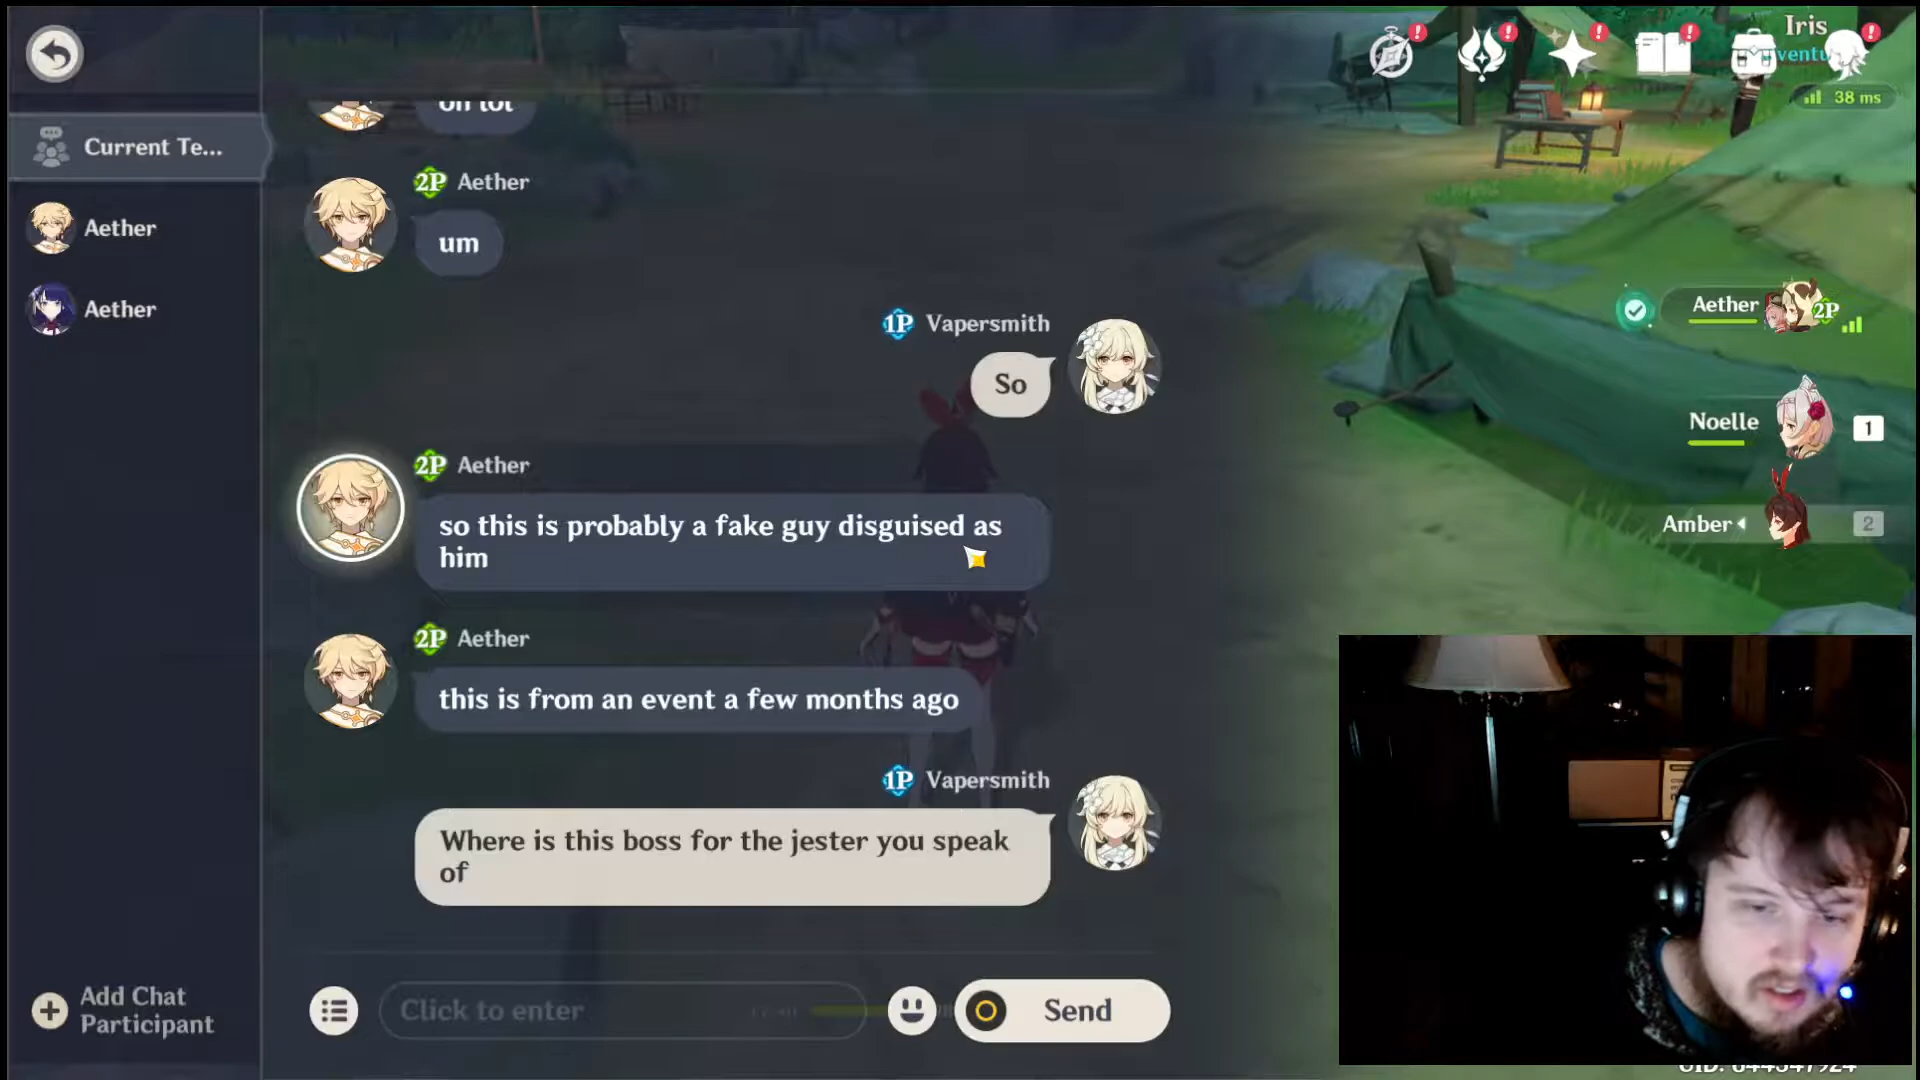 Iris
38 ms
Current Te...
Aether
Aether
2P Aether
um
1P Vapersmith
So
2P Aether
so this is probably a fake guy disguised as
him
2P Aether
this is from an event a few months ago
1P Vapersmith
Where is this boss for the jester you speak
of
Aether 2P
Noelle 1
Amber 2
Add Chat
Participant
Click to enter
Send